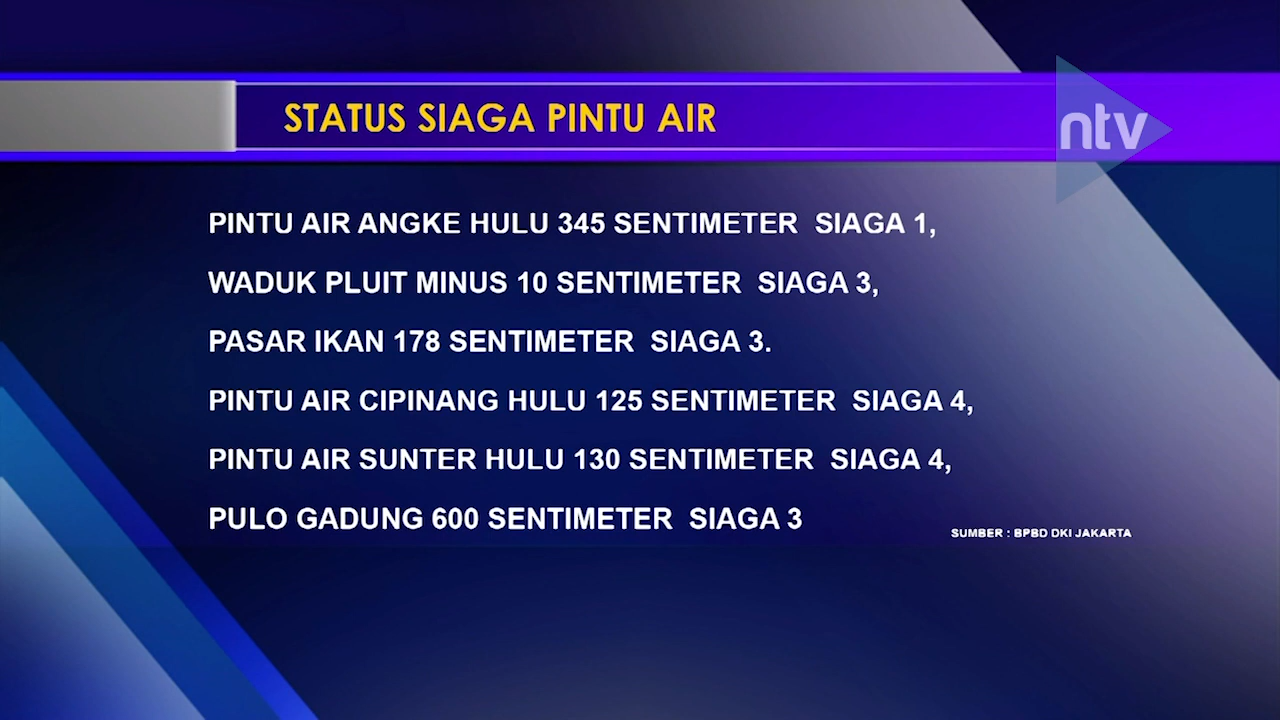 STATUS SIAGA PINTU AIR
ntv
PINTU AIR ANGKE HULU 345 SENTIMETER  SIAGA 1,
WADUK PLUIT MINUS 10 SENTIMETER  SIAGA 3,
PASAR IKAN 178 SENTIMETER  SIAGA 3.
PINTU AIR CIPINANG HULU 125 SENTIMETER  SIAGA 4,
PINTU AIR SUNTER HULU 130 SENTIMETER  SIAGA 4,
PULO GADUNG 600 SENTIMETER  SIAGA 3
SUMBER : BPBD DKI JAKARTA